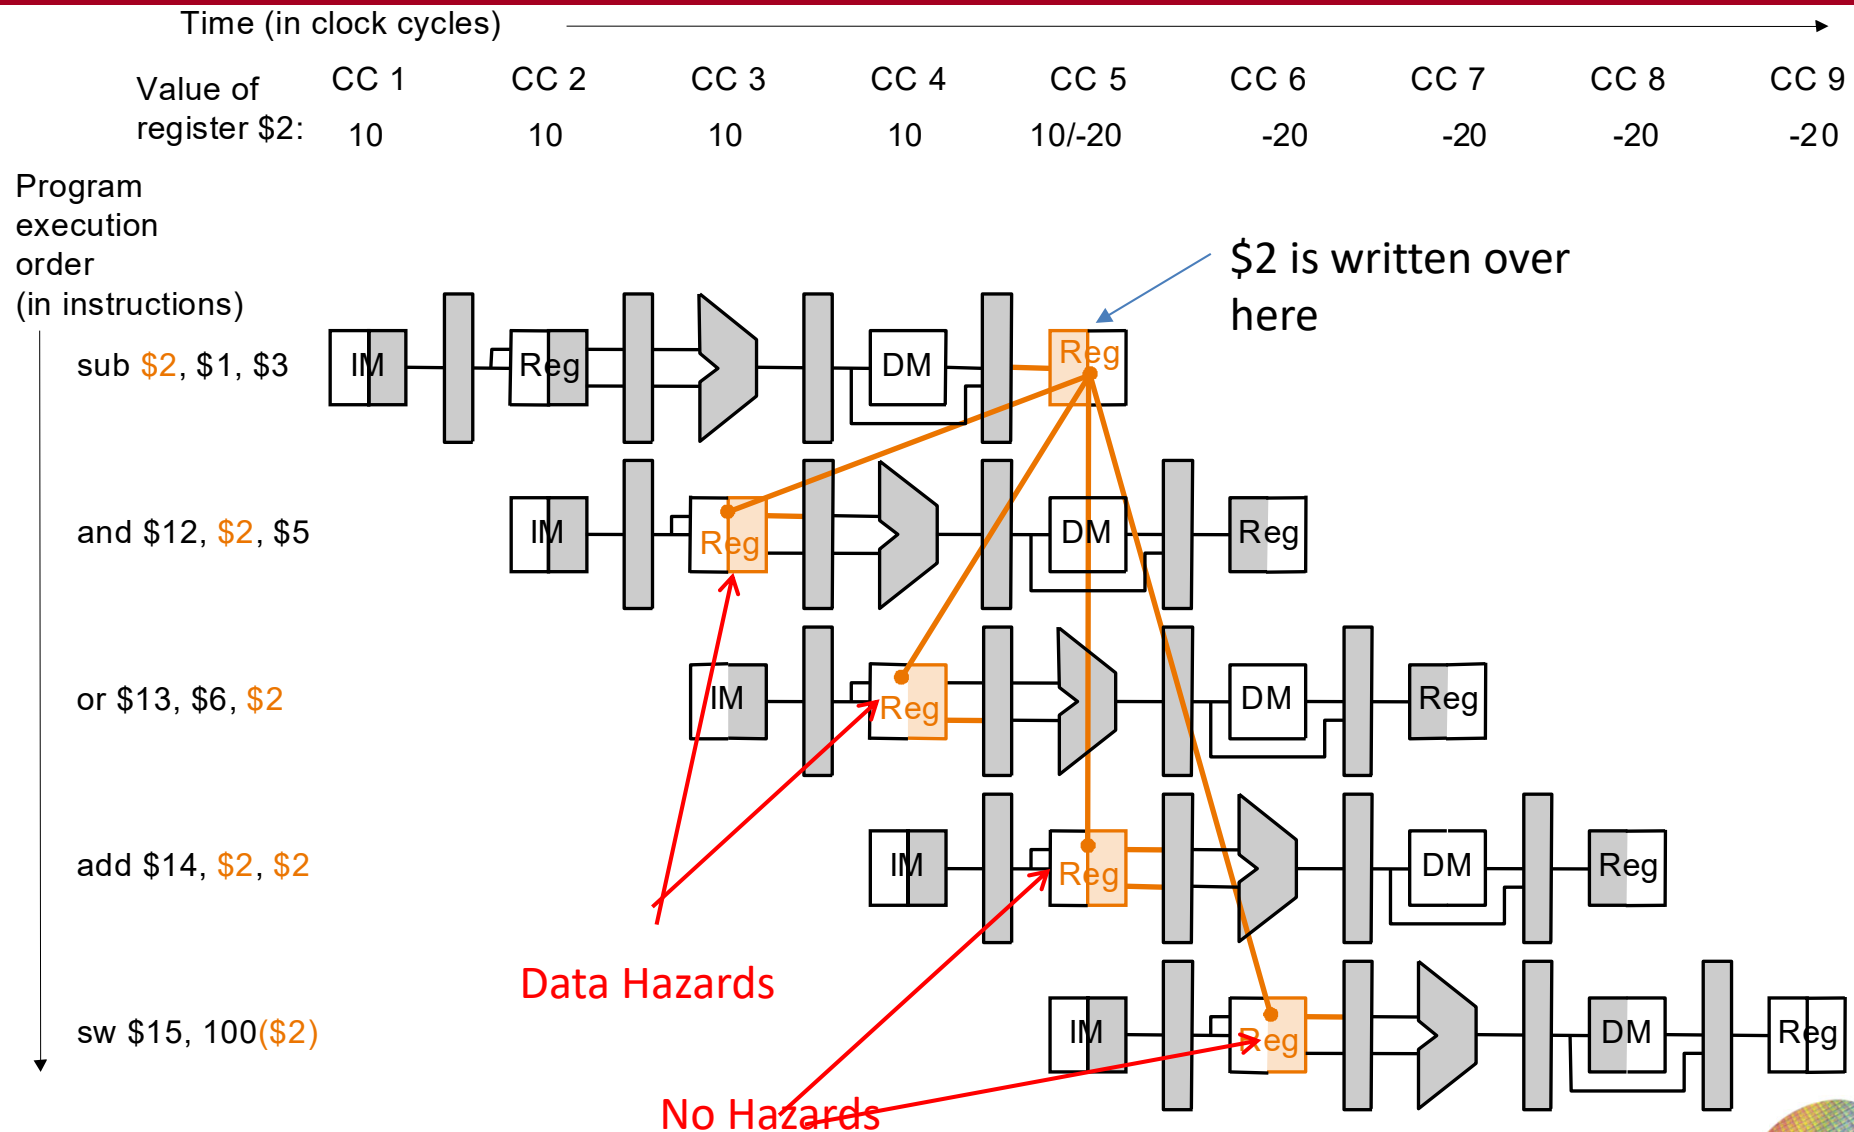 Time (in clock cycles)
Value of register $2:
CC 1 CC 2 CC 3 CC 4 CC 5 CC 6 CC 7 CC 8 CC 9
10 10 10 10 10/-20 -20 -20 -20 -20
Program
execution
order
(in instructions)
$2 is written over
here
sub $2, $1, $3
IM Reg DM Reg
and $12, $2, $5
IM Reg DM Reg
or $13, $6, $2
IM Reg DM Reg
add $14, $2, $2
IM Reg DM Reg
Data Hazards
sw $15, 100($2)
IM Reg DM Reg
No Hazards